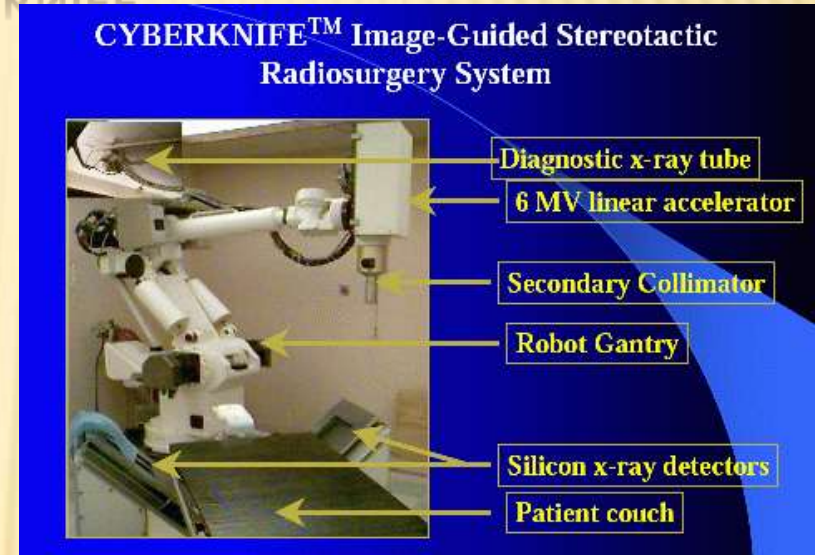 CYBERKNIFE™ Image-Guided Stereotactic
Radiosurgery System
Diagnostic x-ray tube
6 MV linear accelerator
Secondary Collimator
Robot Gantry
Silicon x-ray detectors
Patient couch